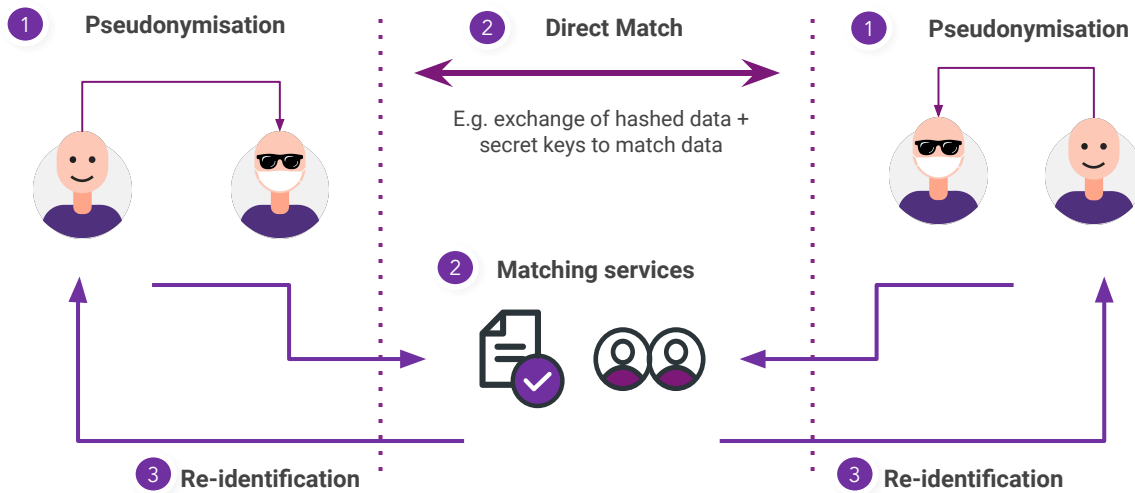 1 Pseudonymisation
2 Direct Match
1 Pseudonymisation
E.g. exchange of hashed data +
secret keys to match data
2 Matching services
3 Re-identification
3 Re-identification